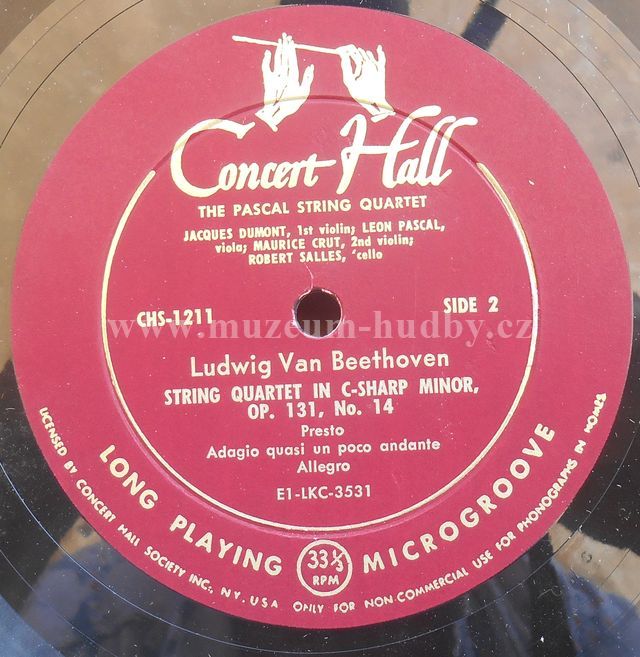 Concert Hall
THE PASCAL STRING QUARTET
JACQUES DUMONT, 1st violin; LEON PASCAL,
viola; MAURICE CRUT, 2nd violin;
ROBERT SALLES, 'cello
CHS-1211
SIDE 2
www.muzeum-hudby.cz
Ludwig Van Beethoven
STRING QUARTET IN C-SHARP MINOR,
OP. 131, No. 14
Presto
Adagio quasi un poco andante
Allegro
E1-LKC-3531
LONG PLAYING 33⅓ RPM MICROGROOVE
LICENSED BY CONCERT HALL SOCIETY INC., N.Y. U.S.A. ONLY FOR NON-COMMERCIAL USE FOR PHONOGRAPHS IN HOMES